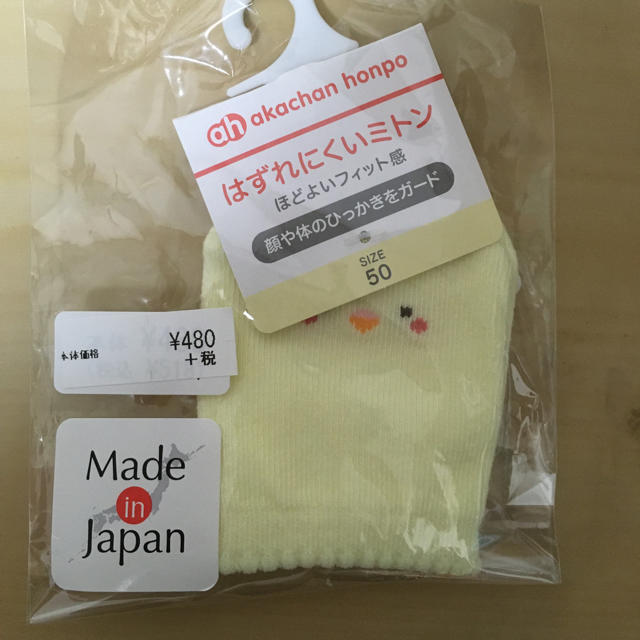 ah akachan honpo
はずれにくいミトン
ほどよいフィット感
顔や体のひっかきをガード
SIZE
50
本体価格 ¥480
+税
Made
in
Japan